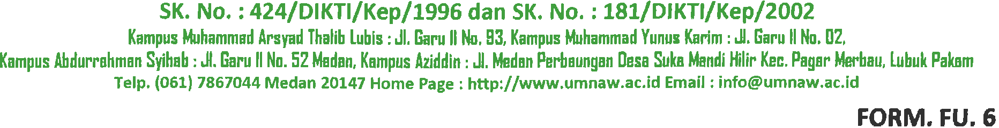 SK. No. : 424/DIKTI/Kep/1996 dan SK. No. : 181/DIKTI/Kep/2002
Kampus Muhammad Arsyad Thalib Lubis : Jl. Garu II No. 93, Kampus Muhammad Yunus Karim : Jl. Garu II No. 02,
Kampus Abdurrahman Syihab : Jl. Garu II No. 52 Medan, Kampus Aziddin : Jl. Medan Perbaungan Desa Suka Mandi Hilir Kec. Pagar Merbau, Lubuk Pakam
Telp. (061) 7867044 Medan 20147 Home Page : http://www.umnaw.ac.id Email : info@umnaw.ac.id
FORM. FU. 6